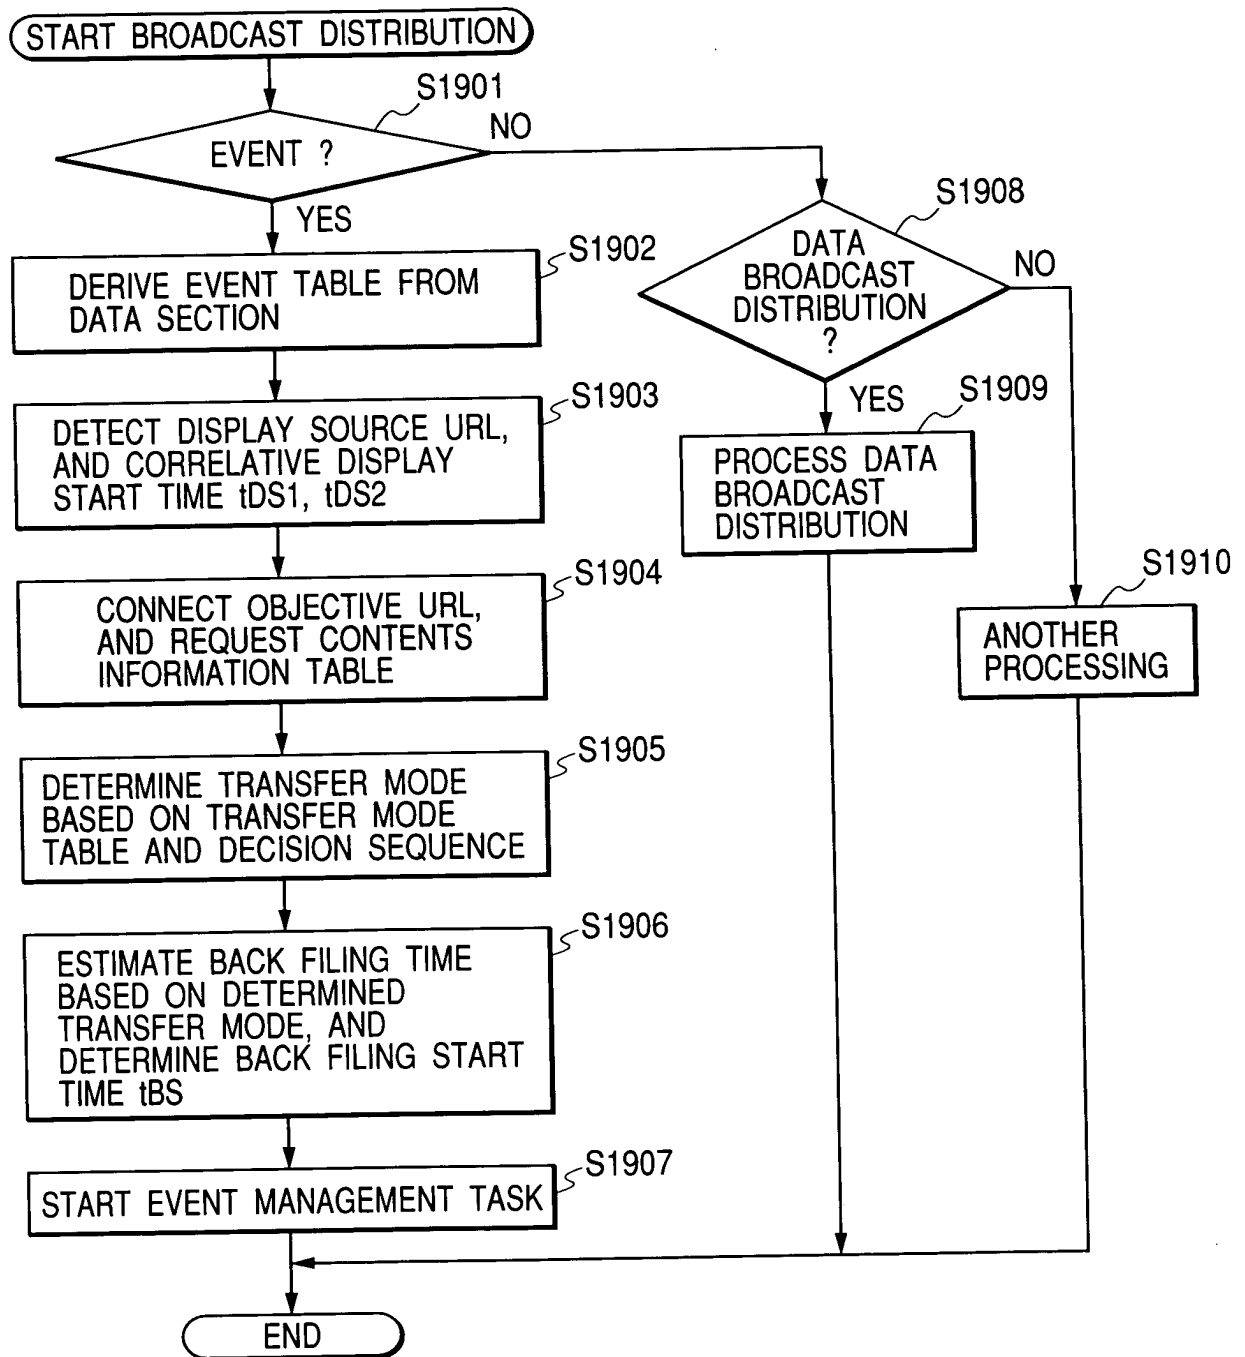 START BROADCAST DISTRIBUTION
S1901
EVENT ?
NO
YES
S1902
DERIVE EVENT TABLE FROM
DATA SECTION
S1903
DETECT DISPLAY SOURCE URL,
AND CORRELATIVE DISPLAY
START TIME tDS1, tDS2
S1904
CONNECT OBJECTIVE URL,
AND REQUEST CONTENTS
INFORMATION TABLE
S1905
DETERMINE TRANSFER MODE
BASED ON TRANSFER MODE
TABLE AND DECISION SEQUENCE
S1906
ESTIMATE BACK FILING TIME
BASED ON DETERMINED
TRANSFER MODE, AND
DETERMINE BACK FILING START
TIME tBS
S1907
START EVENT MANAGEMENT TASK
S1908
DATA
BROADCAST
DISTRIBUTION
?
NO
YES
S1909
PROCESS DATA
BROADCAST
DISTRIBUTION
S1910
ANOTHER
PROCESSING
END